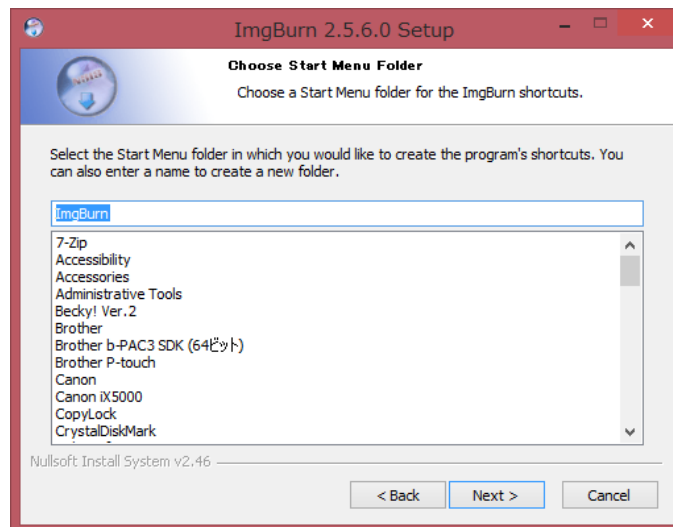 ImgBurn 2.5.6.0 Setup
Choose Start Menu Folder
Choose a Start Menu folder for the ImgBurn shortcuts.
Select the Start Menu folder in which you would like to create the program's shortcuts. You
can also enter a name to create a new folder.
ImgBurn
7-Zip
Accessibility
Accessories
Administrative Tools
Becky! Ver.2
Brother
Brother b-PAC3 SDK (64ビット)
Brother P-touch
Canon
Canon iX5000
CopyLock
CrystalDiskMark
Nullsoft Install System v2.46
< Back
Next >
Cancel